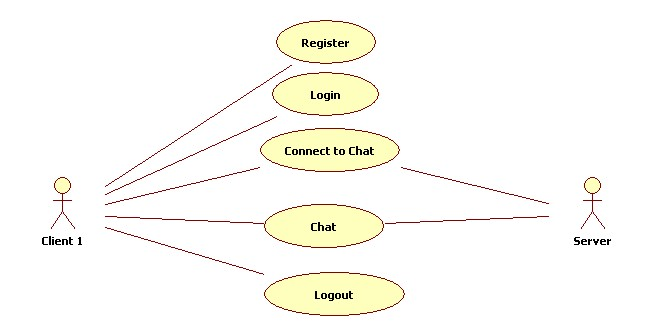 Register
Login
Connect to Chat
Client 1
Chat
Server
Logout